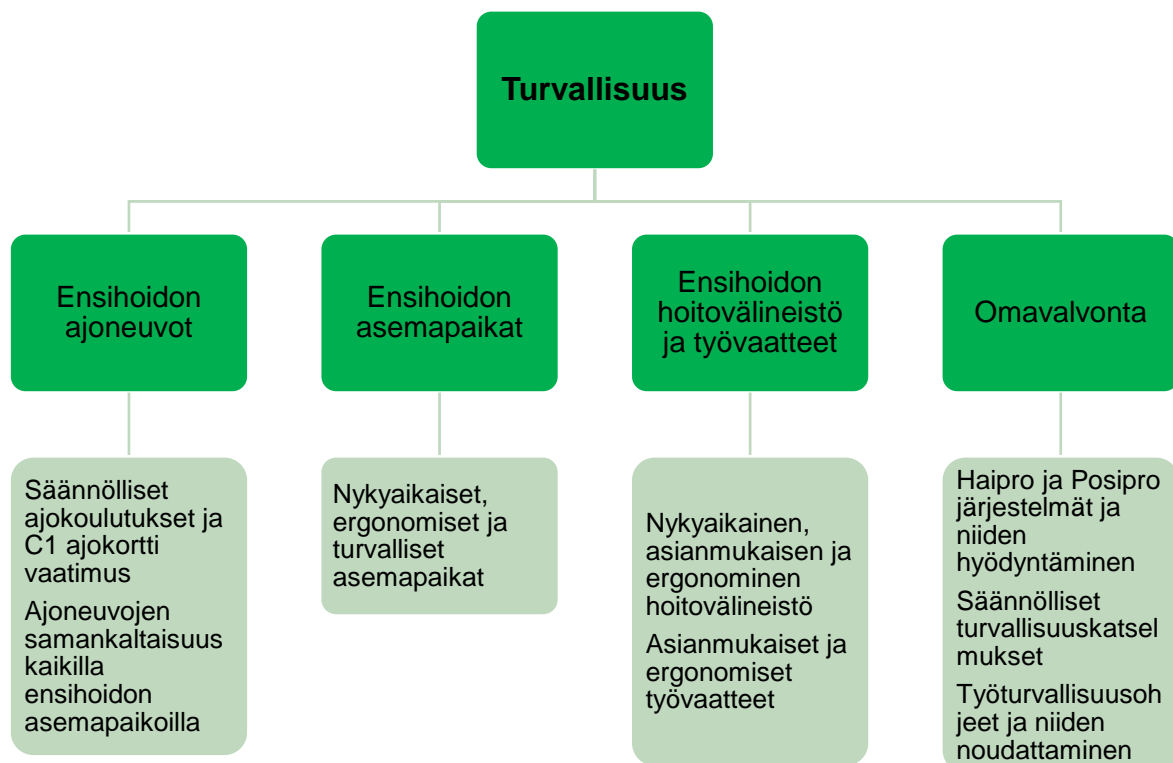 Turvallisuus
Ensihoidon
ajoneuvot
Ensihoidon
asemapaikat
Ensihoidon
hoitovälineistö
ja työvaatteet
Omavalvonta
Säännölliset
ajokoulutukset ja
C1 ajokortti
vaatimus
Ajoneuvojen
samankaltaisuus
kaikilla
ensihoidon
asemapaikoilla
Nykyaikaiset,
ergonomiset ja
turvalliset
asemapaikat
Nykyaikainen,
asianmukaisen ja
ergonominen
hoitovälineistö
Asianmukaiset ja
ergonomiset
työvaatteet
Haipro ja Posipro
järjestelmät ja
niiden
hyödyntäminen
Säännölliset
turvallisuuskatsel
mukset
Työturvallisuusoh
jeet ja niiden
noudattaminen